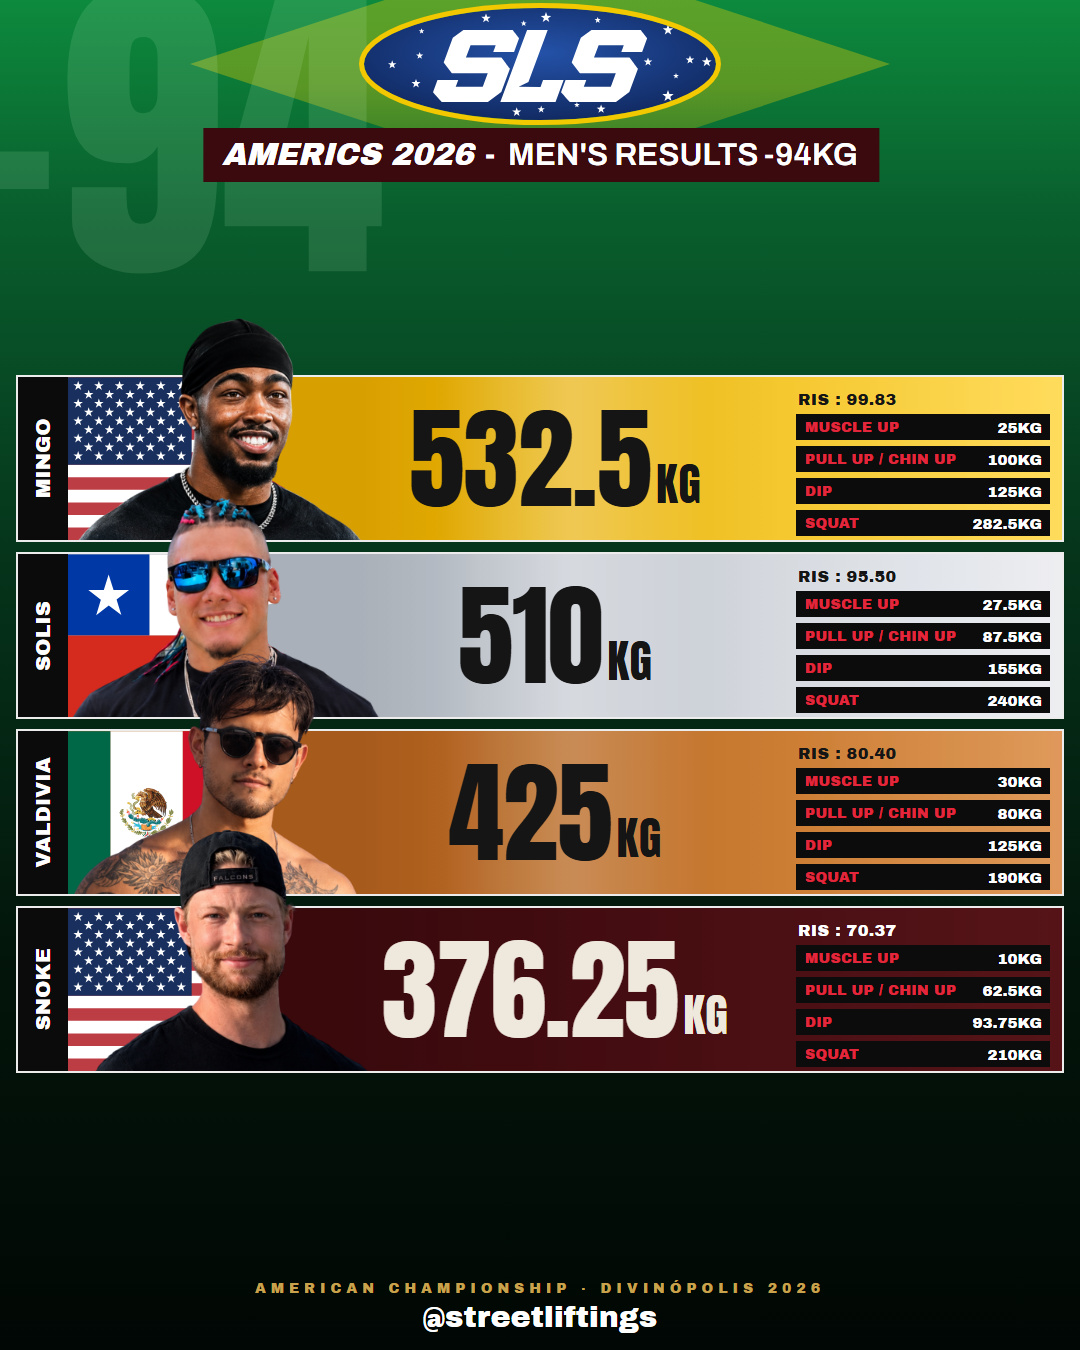 -94
SLS
AMERICS 2026 - MEN'S RESULTS -94KG
MINGO
532.5KG
RIS : 99.83
MUSCLE UP 25KG
PULL UP / CHIN UP 100KG
DIP 125KG
SQUAT 282.5KG
SOLIS
510KG
RIS : 95.50
MUSCLE UP 27.5KG
PULL UP / CHIN UP 87.5KG
DIP 155KG
SQUAT 240KG
VALDIVIA
425KG
RIS : 80.40
MUSCLE UP 30KG
PULL UP / CHIN UP 80KG
DIP 125KG
SQUAT 190KG
FALCONS
SNOKE
376.25KG
RIS : 70.37
MUSCLE UP 10KG
PULL UP / CHIN UP 62.5KG
DIP 93.75KG
SQUAT 210KG
AMERICAN CHAMPIONSHIP · DIVINÓPOLIS 2026
@streetliftings